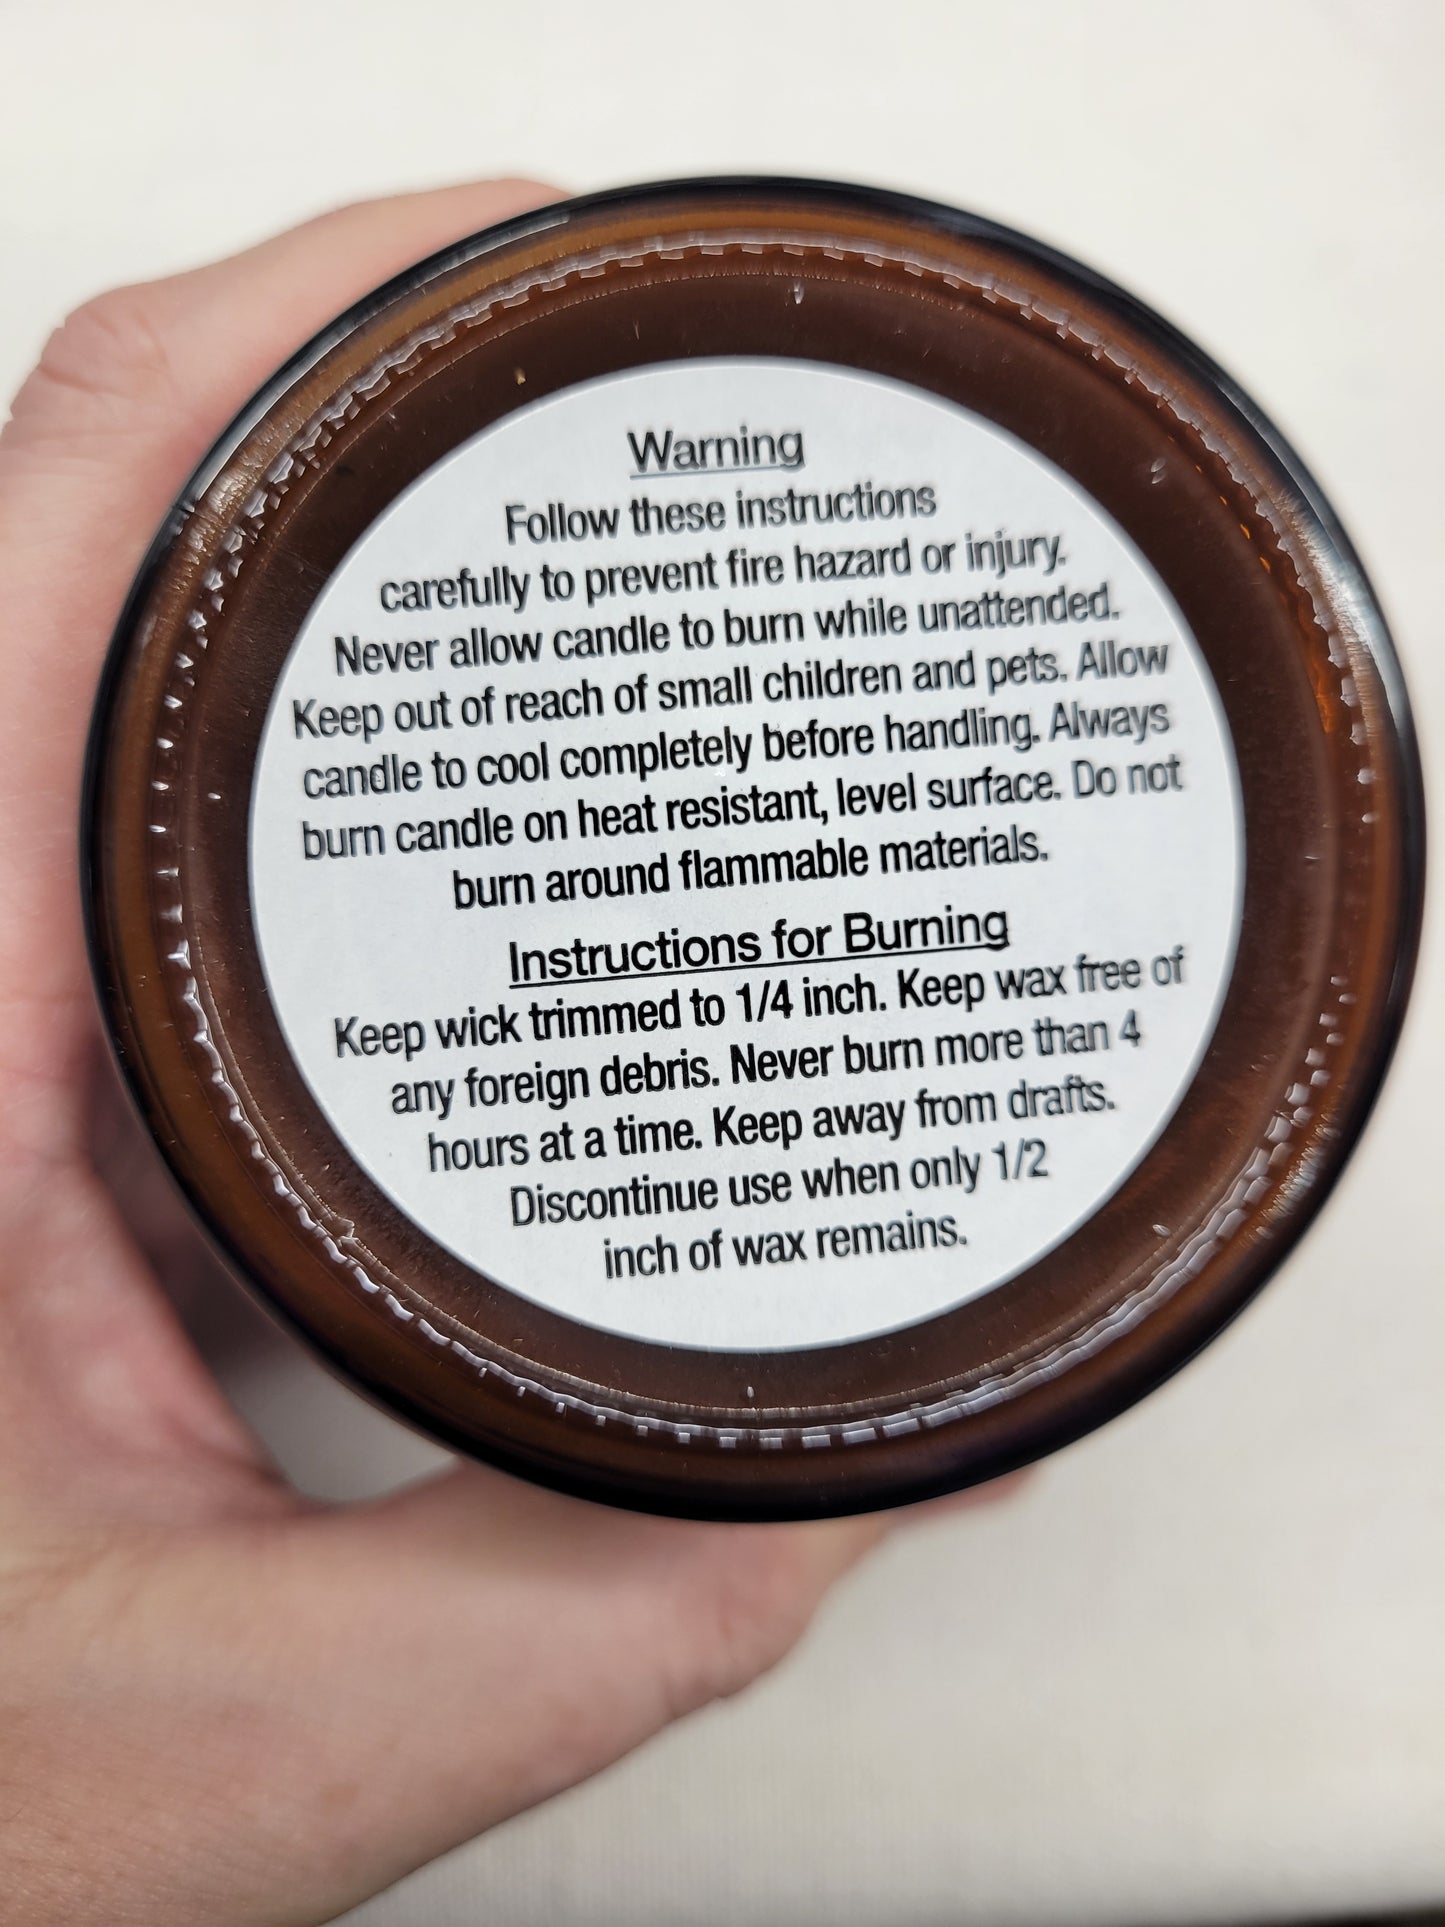 Warning
Follow these instructions
carefully to prevent fire hazard or injury.
Never allow candle to burn while unattended.
Keep out of reach of small children and pets. Allow
candle to cool completely before handling. Always
burn candle on heat resistant, level surface. Do not
burn around flammable materials.
Instructions for Burning
Keep wick trimmed to 1/4 inch. Keep wax free of
any foreign debris. Never burn more than 4
hours at a time. Keep away from drafts.
Discontinue use when only 1/2
inch of wax remains.